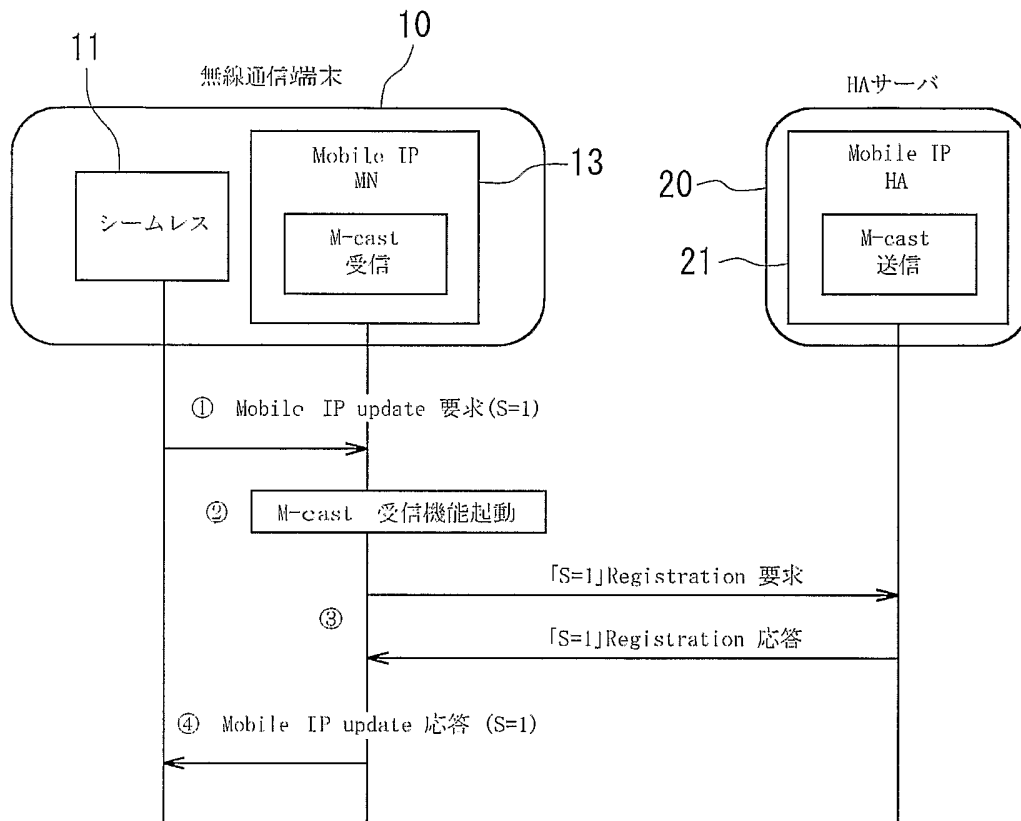 10
11
無線通信端末
HAサーバ
Mobile IP
MN
13
Mobile IP
HA
20
シームレス
M-cast
受信
21
M-cast
送信
① Mobile IP update 要求(S=1)
② M-cast 受信機能起動
「S=1」Registration 要求
③
「S=1」Registration 応答
④ Mobile IP update 応答 (S=1)